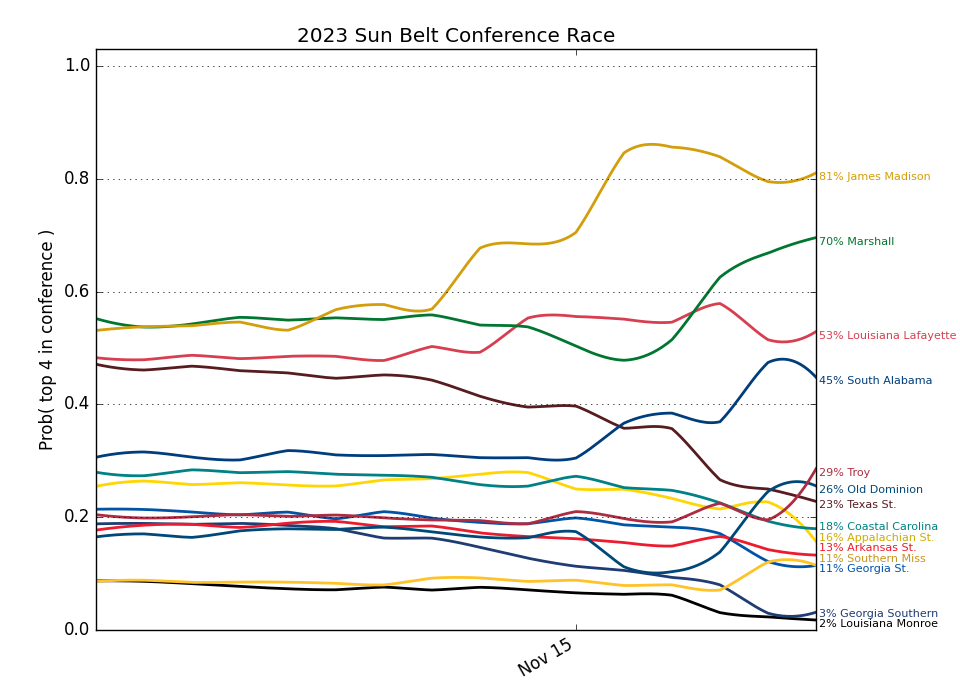 2023 Sun Belt Conference Race
1.0
0.8
0.6
0.4
0.2
0.0
Prob( top 4 in conference )
Nov 15
81% James Madison
70% Marshall
53% Louisiana Lafayette
45% South Alabama
29% Troy
26% Old Dominion
23% Texas St.
18% Coastal Carolina
16% Appalachian St.
13% Arkansas St.
11% Southern Miss
11% Georgia St.
3% Georgia Southern
2% Louisiana Monroe